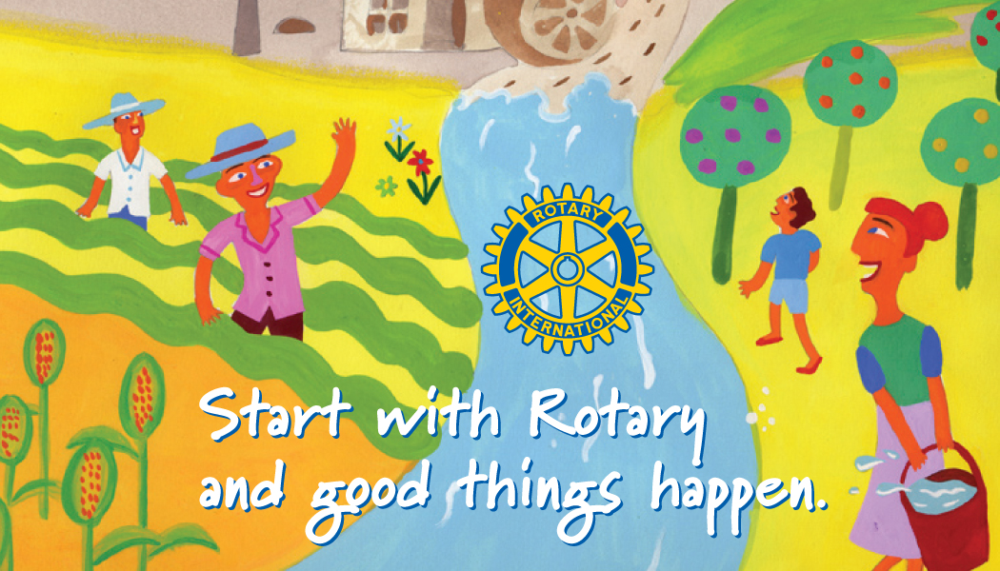 ROTARY
INTERNATIONAL
Start with Rotary
and good things happen.